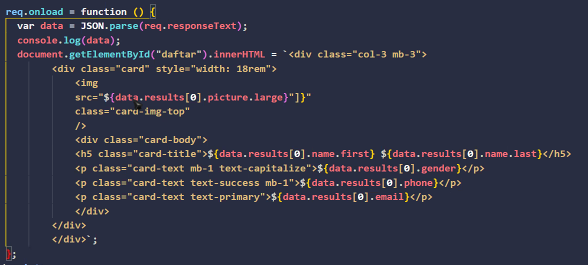 req.onload = function () {
var data = JSON.parse(req.responseText);
console.log(data);
document.getElementById("daftar").innerHTML = `<div class="col-3 mb-3">
<div class="card" style="width: 18rem">
<img
src="${data.results[0].picture.large}"]}"
class="card-img-top"
/>
<div class="card-body">
<h5 class="card-title">${data.results[0].name.first} ${data.results[0].name.last}</h5>
<p class="card-text mb-1 text-capitalize">${data.results[0].gender}</p>
<p class="card-text text-success mb-1">${data.results[0].phone}</p>
<p class="card-text text-primary">${data.results[0].email}</p>
</div>
</div>
</div>`;
};